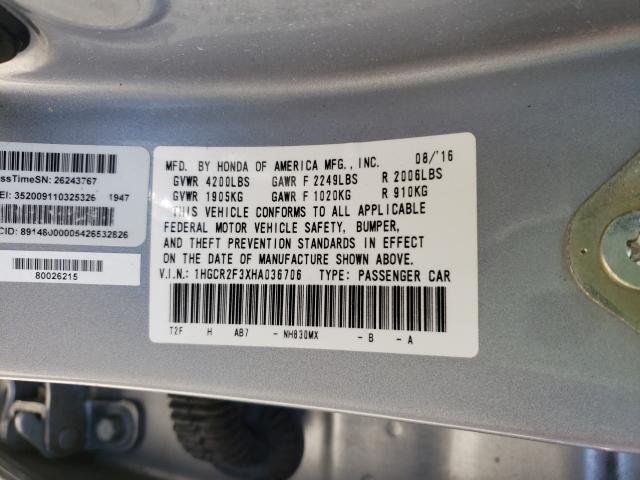 ssTimeSN: 26243767
EI: 352009110325326 1947
CID: 89148000005426532826
80026215
MFD. BY HONDA OF AMERICA MFG., INC. 08/'16
GVWR 4200LBS GAWR F 2249LBS R 2006LBS
GVWR 1905KG GAWR F 1020KG R 910KG
THIS VEHICLE CONFORMS TO ALL APPLICABLE
FEDERAL MOTOR VEHICLE SAFETY, BUMPER,
AND THEFT PREVENTION STANDARDS IN EFFECT
ON THE DATE OF MANUFACTURE SHOWN ABOVE.
V.I.N.: 1HGCR2F3XHA036706 TYPE: PASSENGER CAR
T2F H AB7 - NH830MX - B - A